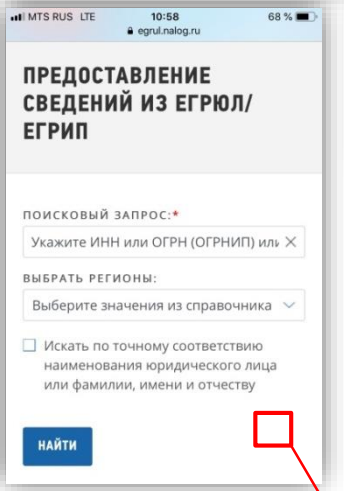 MTS RUS LTE 10:58 68 %
egrul.nalog.ru
ПРЕДОСТАВЛЕНИЕ
СВЕДЕНИЙ ИЗ ЕГРЮЛ/
ЕГРИП
ПОИСКОВЫЙ ЗАПРОС:*
Укажите ИНН или ОГРН (ОГРНИП) или
ВЫБРАТЬ РЕГИОНЫ:
Выберите значения из справочника
Искать по точному соответствию
наименования юридического лица
или фамилии, имени и отчеству
НАЙТИ